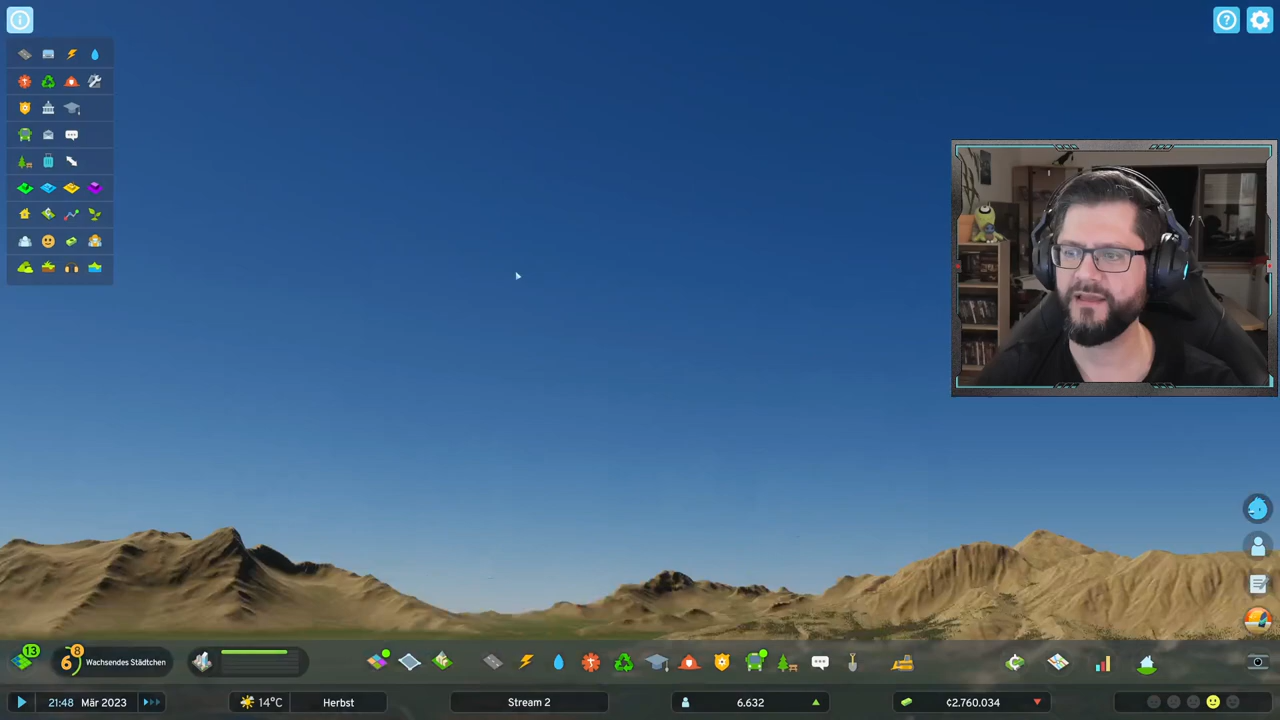 13
6
8
Wachsendes Städtchen
21:48 Mär 2023
14°C
Herbst
Stream 2
6.632
¢2.760.034